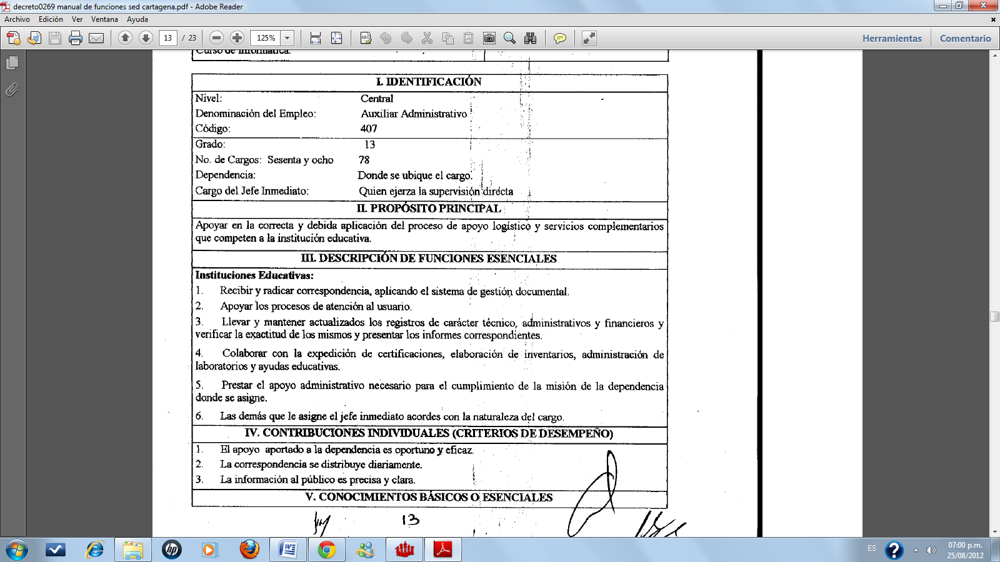 decreto0269 manual de funciones sed cartagena.pdf - Adobe Reader
Archivo Edición Ver Ventana Ayuda
13 / 23 125% Herramientas Comentario
Curso de Informática.
I. IDENTIFICACIÓN
Nivel: Central
Denominación del Empleo: Auxiliar Administrativo
Código: 407
Grado: 13
No. de Cargos: Sesenta y ocho 78
Dependencia: Donde se ubique el cargo.
Cargo del Jefe Inmediato: Quien ejerza la supervisión directa
II. PROPÓSITO PRINCIPAL
Apoyar en la correcta y debida aplicación del proceso de apoyo logístico y servicios complementarios
que competen a la institución educativa.
III. DESCRIPCIÓN DE FUNCIONES ESENCIALES
Instituciones Educativas:
1. Recibir y radicar correspondencia, aplicando el sistema de gestión documental.
2. Apoyar los procesos de atención al usuario.
3. Llevar y mantener actualizados los registros de carácter técnico, administrativos y financieros y
verificar la exactitud de los mismos y presentar los informes correspondientes.
4. Colaborar con la expedición de certificaciones, elaboración de inventarios, administración de
laboratorios y ayudas educativas.
5. Prestar el apoyo administrativo necesario para el cumplimiento de la misión de la dependencia
donde se asigne.
6. Las demás que le asigne el jefe inmediato acordes con la naturaleza del cargo.
IV. CONTRIBUCIONES INDIVIDUALES (CRITERIOS DE DESEMPEÑO)
1. El apoyo aportado a la dependencia es oportuno y eficaz.
2. La correspondencia se distribuye diariamente.
3. La información al público es precisa y clara.
V. CONOCIMIENTOS BÁSICOS O ESENCIALES
13
ES
07:00 p.m.
25/08/2012